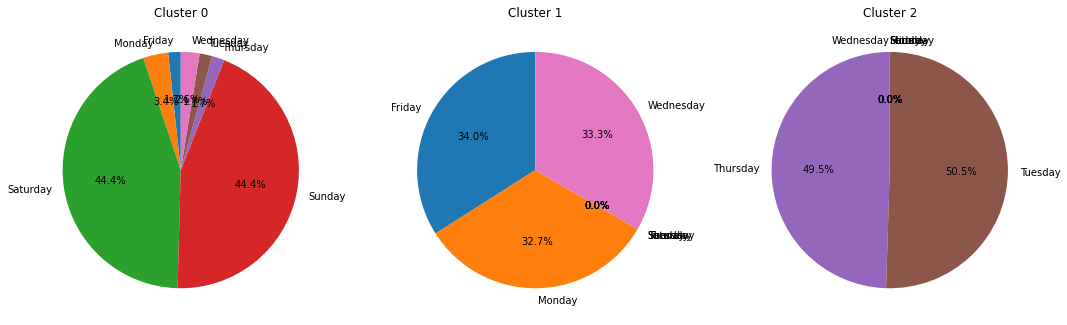 Cluster 0
Friday
Wednesday
Monday
Tuesday
Thursday
3.4%
1.7%
44.4%
44.4%
Saturday
Sunday
Cluster 1
Friday
Wednesday
34.0%
33.3%
0.0%
32.7%
Monday
Cluster 2
Wednesday
0.0%
Thursday
49.5%
50.5%
Tuesday